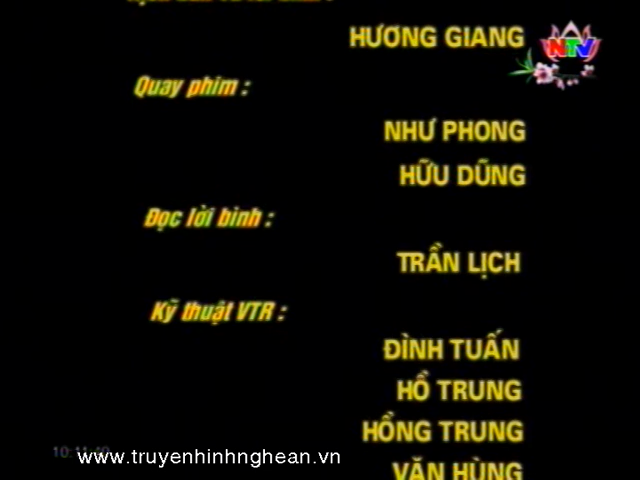 HƯƠNG GIANG
NTV
Quay phim :
NHƯ PHONG
HỮU DŨNG
Đọc lời bình :
TRẦN LỊCH
Kỹ thuật VTR :
ĐÌNH TUẤN
HỒ TRUNG
HỒNG TRUNG
www.truyenhinhnghean.vn
VĂN HÙNG